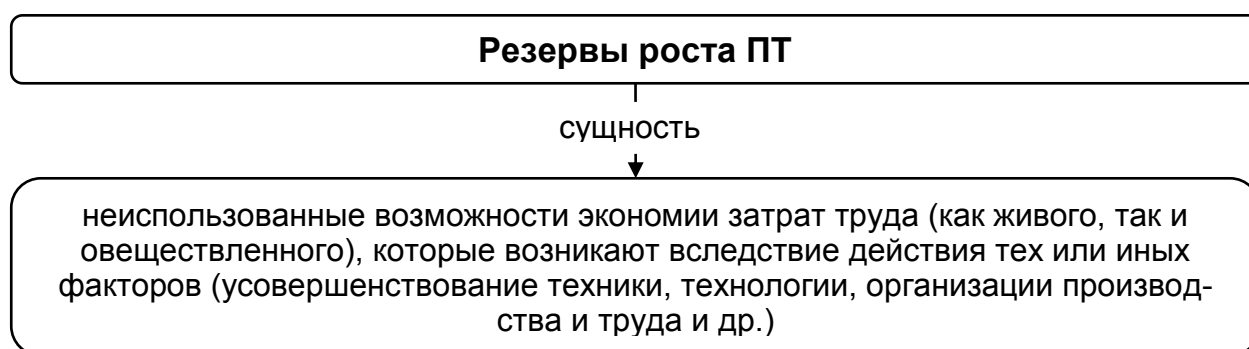 Резервы роста ПТ
сущность
неиспользованные возможности экономии затрат труда (как живого, так и
овеществленного), которые возникают вследствие действия тех или иных
факторов (усовершенствование техники, технологии, организации производ-
ства и труда и др.)